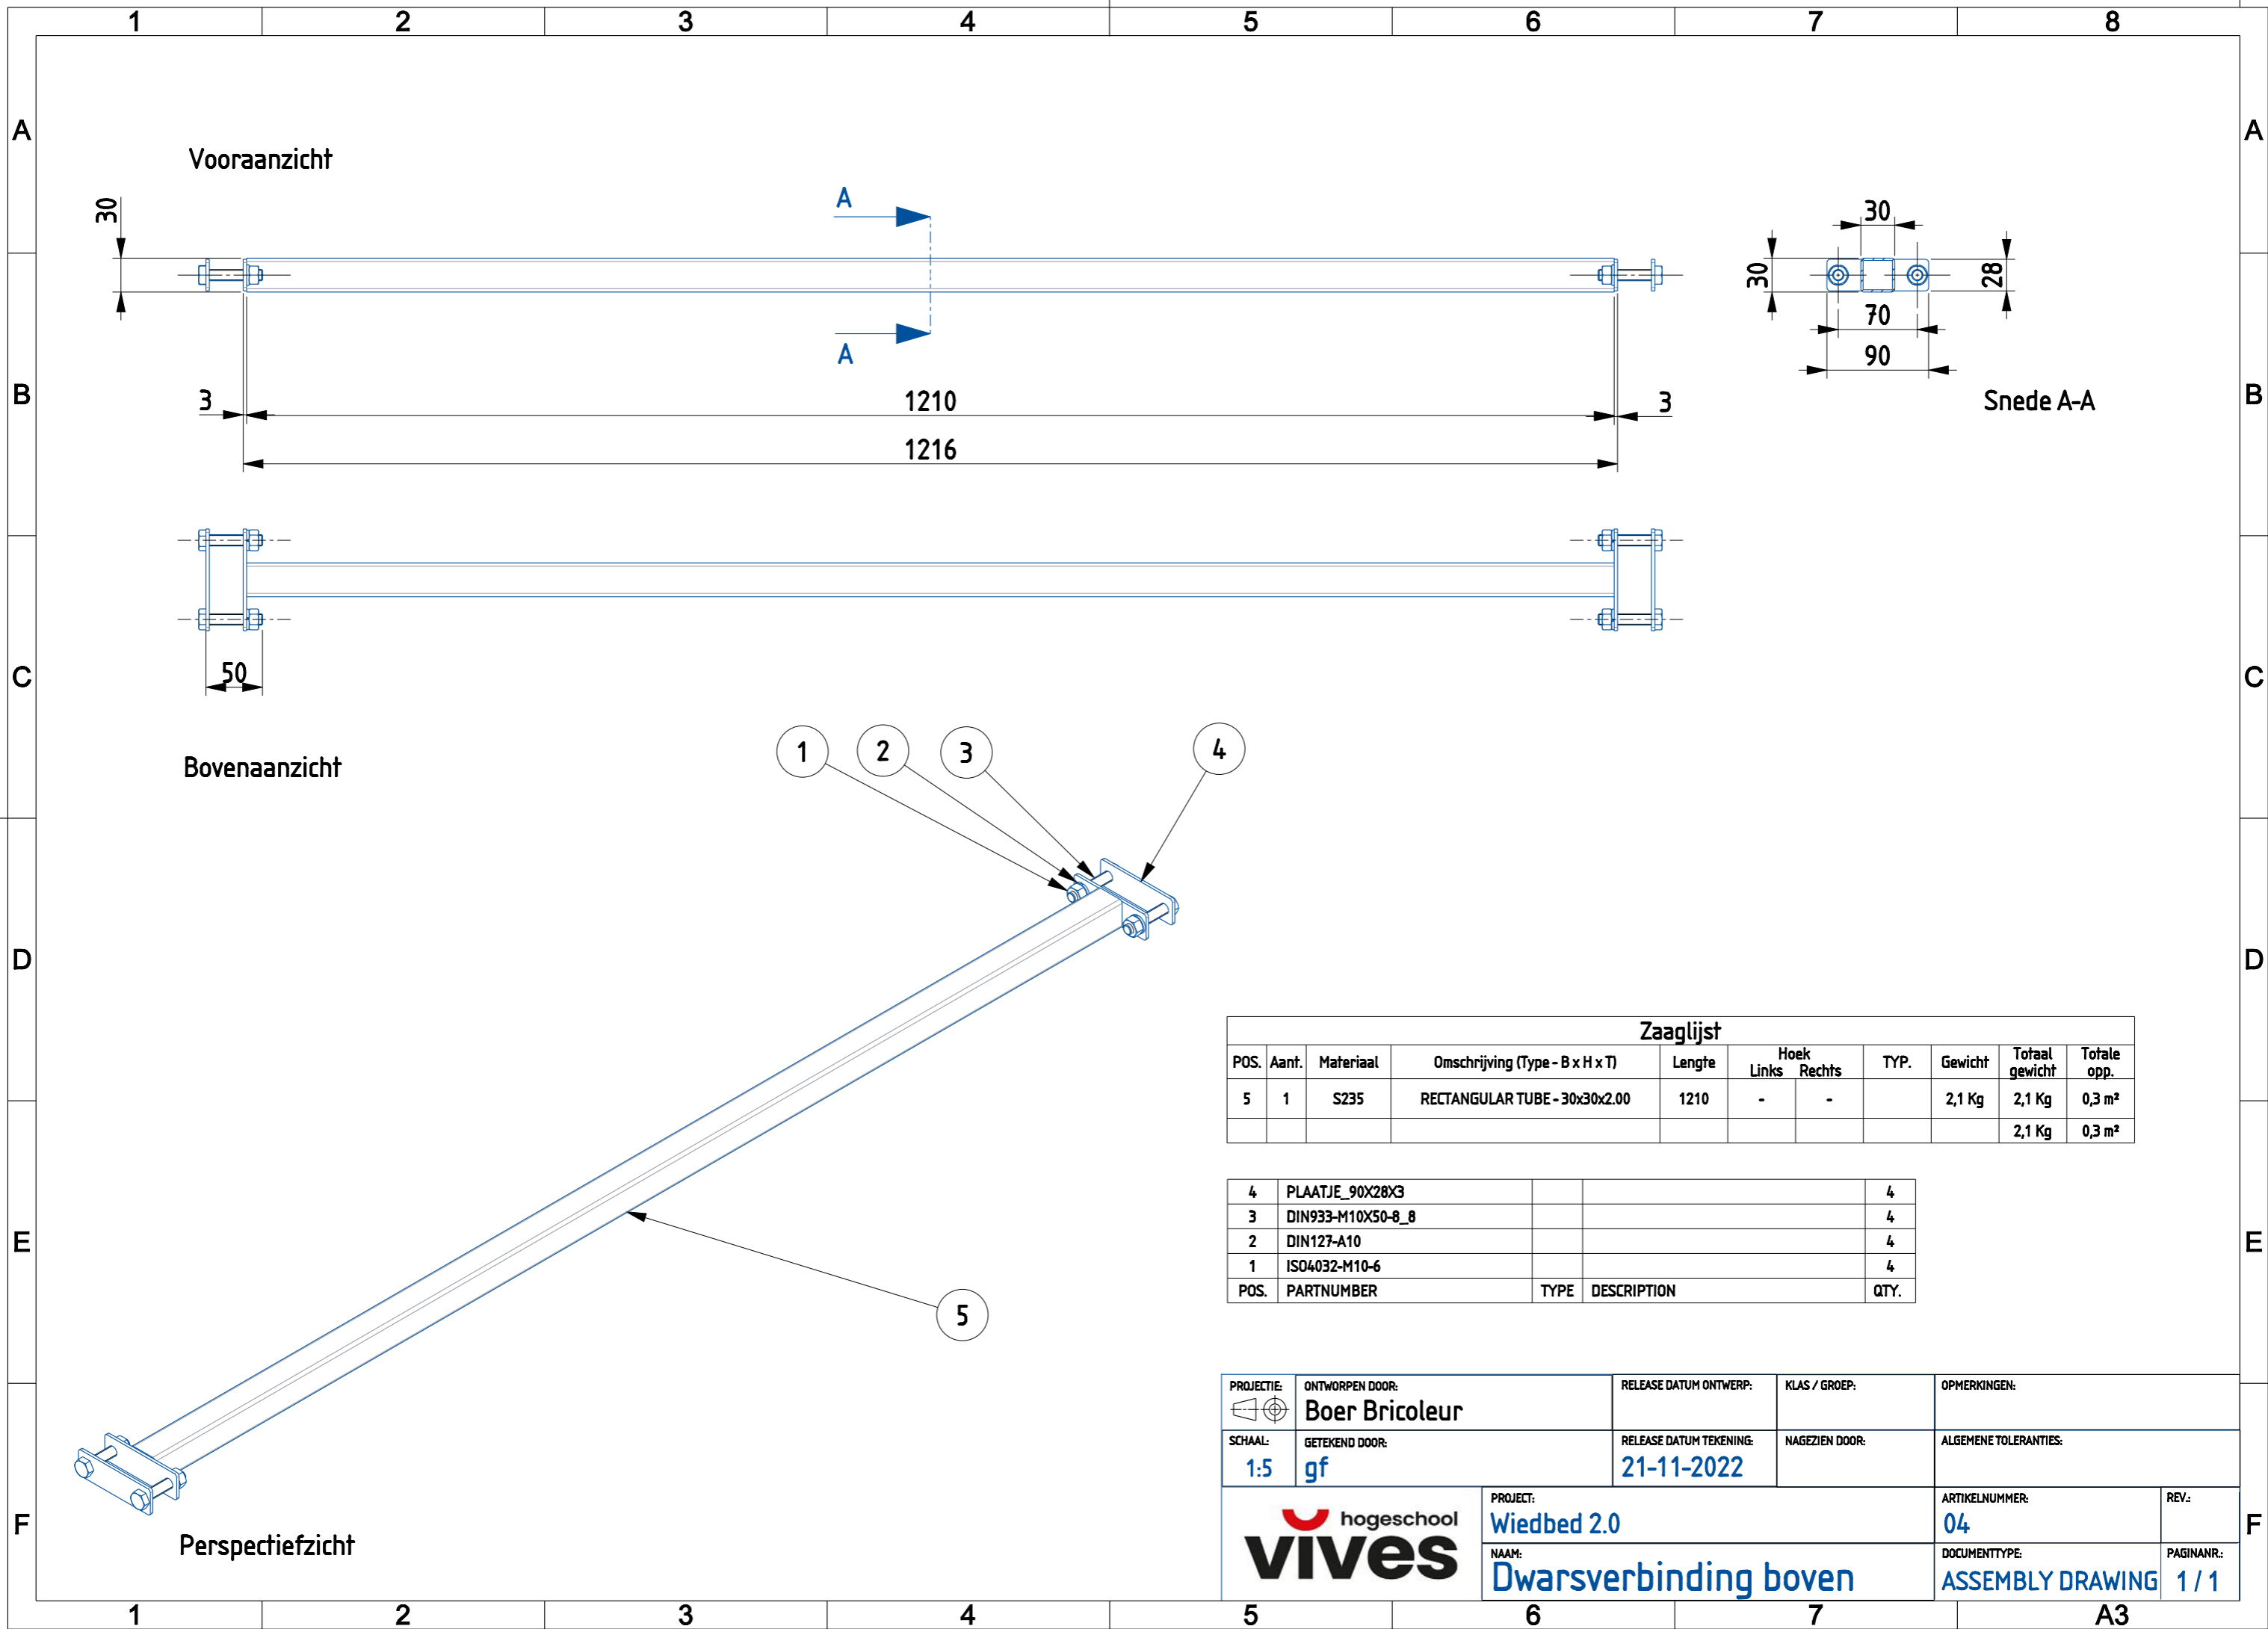 1 2 3 4 5 6 7 8
A A
Vooraanzicht
30
A
A
3 1210 3
1216
30
30
28
70
90
Snede A-A
B B
50
C C
Bovenaanzicht
1 2 3 4
5
D D
Perspectiefzicht
Zaaglijst
POS. Aant. Materiaal Omschrijving (Type - B x H x T) Lengte Hoek Links Rechts TYP. Gewicht Totaal gewicht Totale opp.
5 1 S235 RECTANGULAR TUBE - 30x30x2.00 1210 - - 2,1 Kg 2,1 Kg 0,3 m²
2,1 Kg 0,3 m²
4 PLAATJE_90X28X3 4
3 DIN933-M10X50-8_8 4
2 DIN127-A10 4
1 ISO4032-M10-6 4
POS. PARTNUMBER TYPE DESCRIPTION QTY.
E E
PROJECTIE: ONTWORPEN DOOR: RELEASE DATUM ONTWERP: KLAS / GROEP: OPMERKINGEN:
Boer Bricoleur
SCHAAL: GETEKEND DOOR: RELEASE DATUM TEKENING: NAGEZIEN DOOR: ALGEMENE TOLERANTIES:
1:5 gf 21-11-2022
hogeschool
vives
PROJECT: ARTIKELNUMMER: REV.:
Wiedbed 2.0 04
NAAM: DOCUMENTTYPE: PAGINANR.:
Dwarsverbinding boven ASSEMBLY DRAWING 1 / 1
F F
1 2 3 4 5 6 7 A3